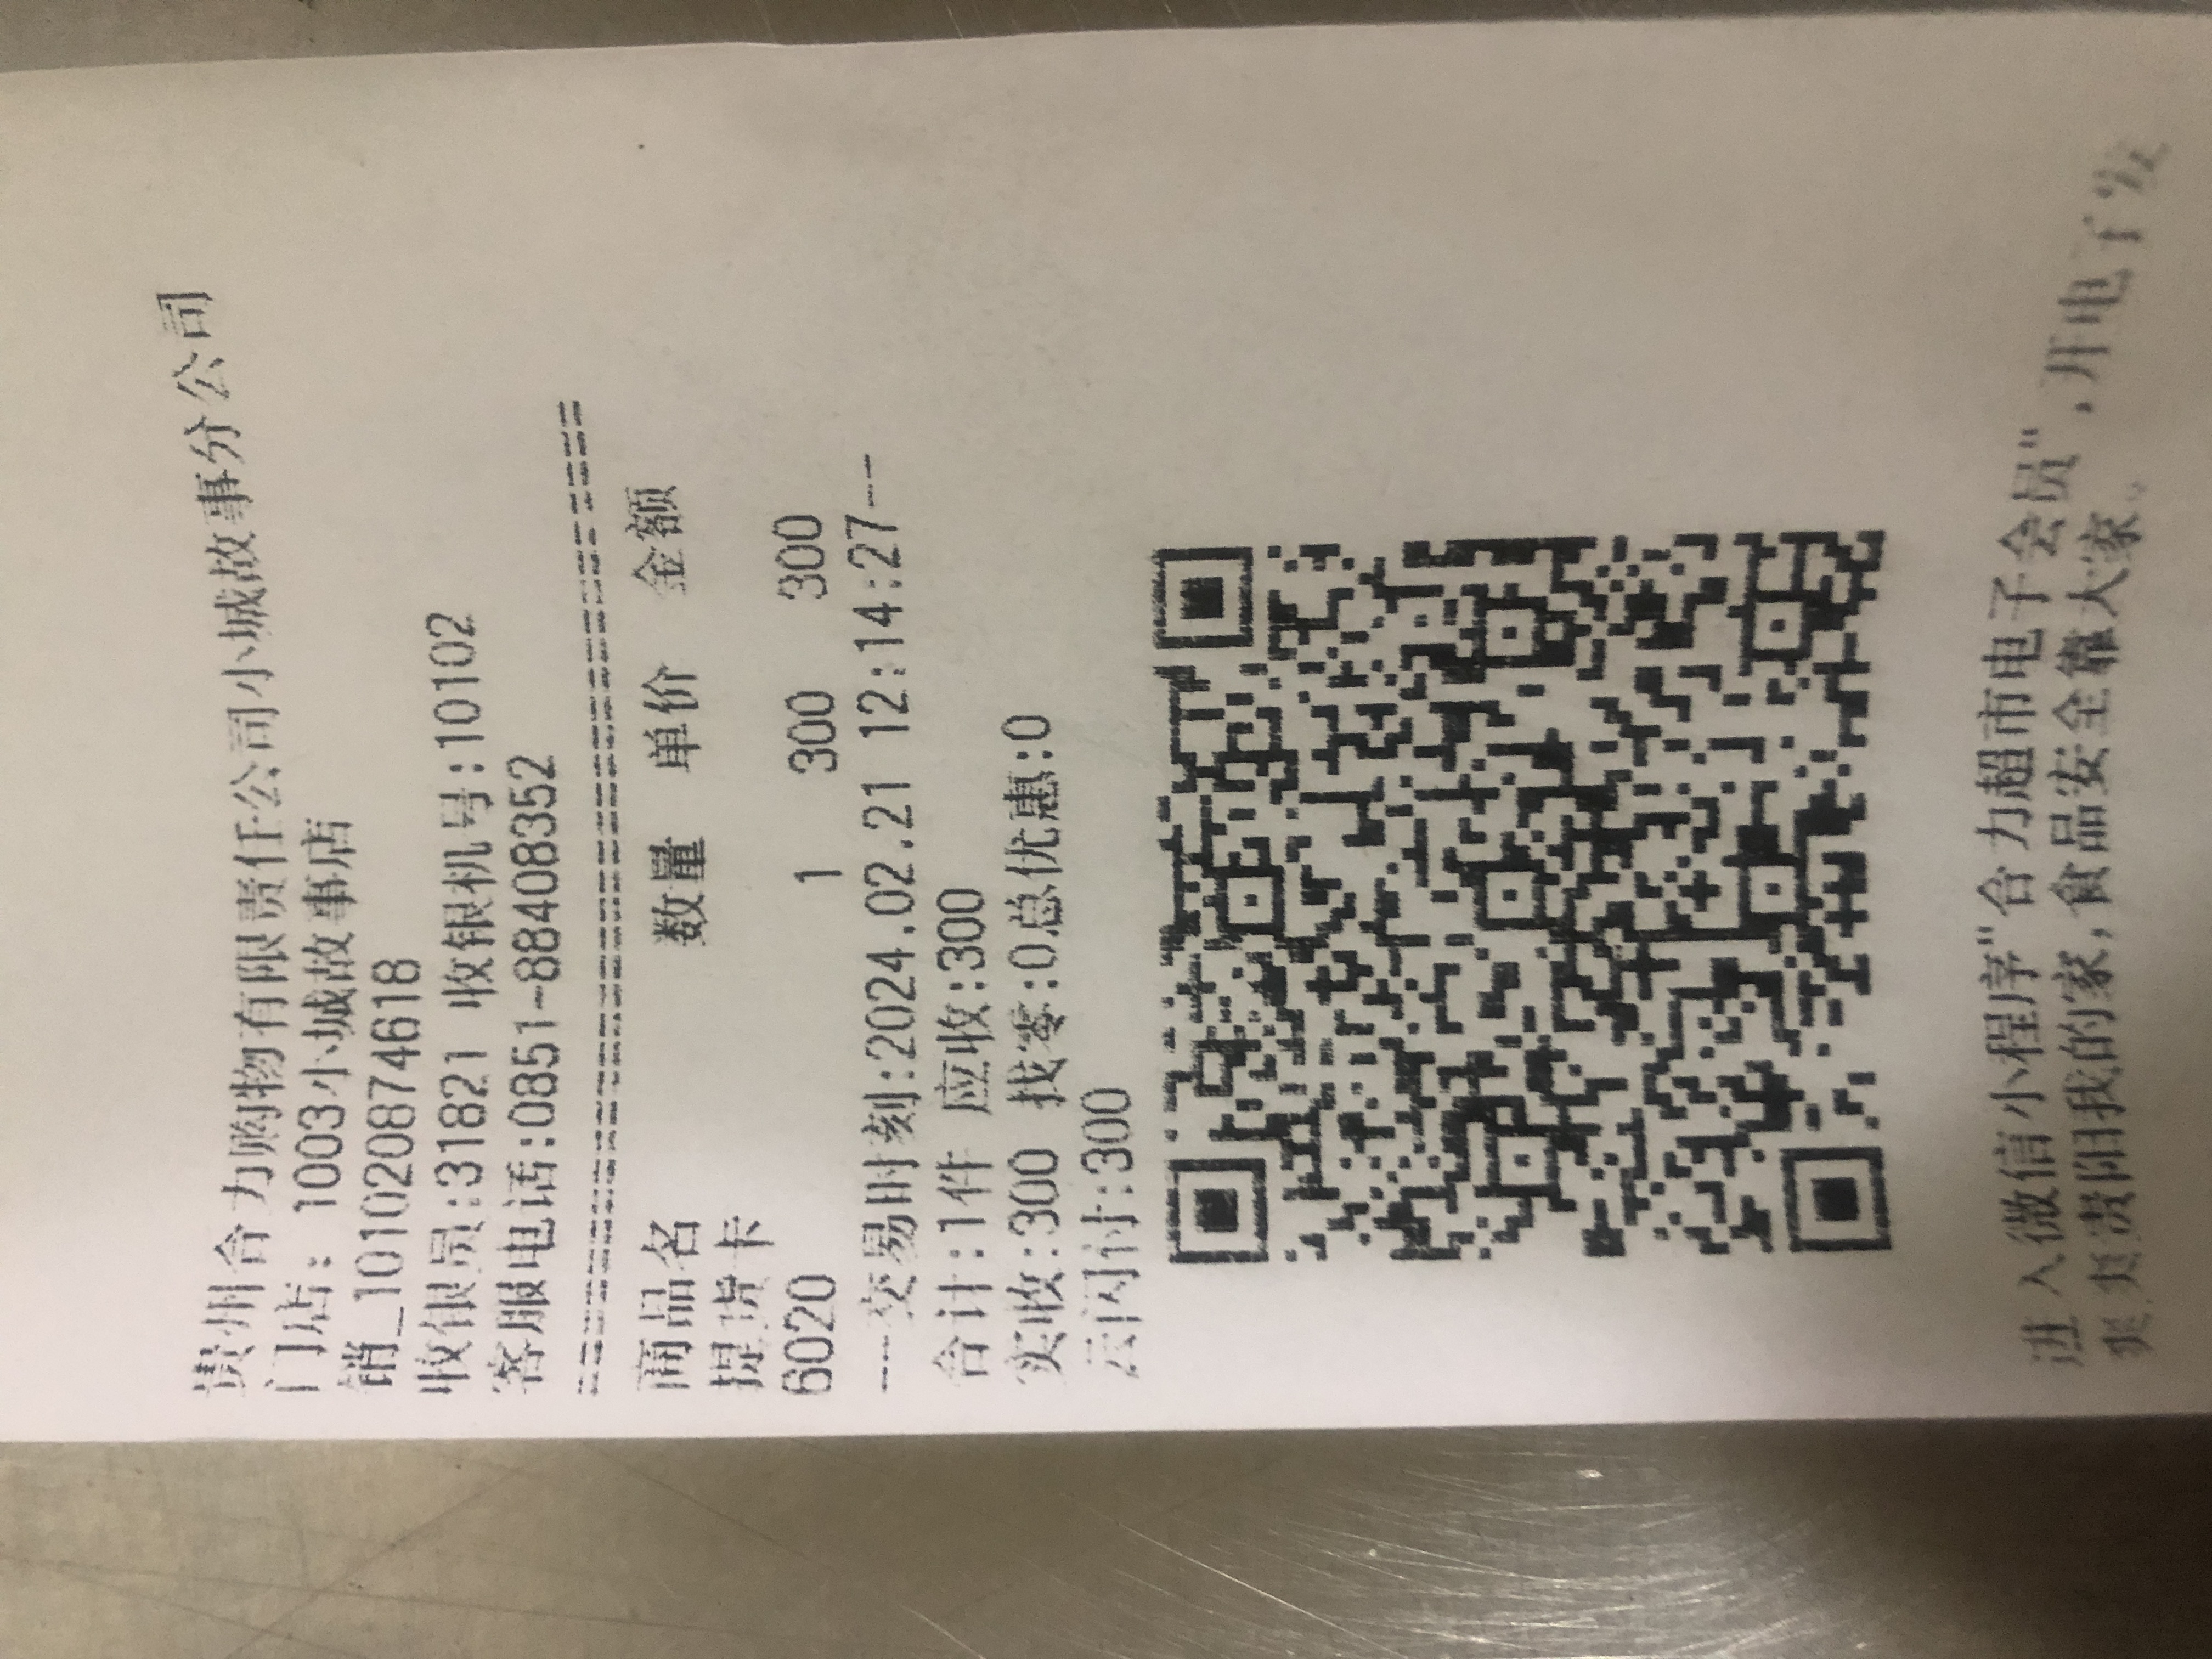 贵州合力购物有限责任公司小城故事分公司
门店: 1003小城故事店
销_1010208874618
收银员:31821 收银机号:10102
客服电话:0851-88408352
================================
商品名 数量 单价 金额
提货卡
6020 1 300 300
---交易时刻:2024.02.21 12:14:27---
合计:1件 应收:300
实收:300 找零:0总优惠:0
云闪付:300
进入微信小程序"合力超市电子会员",开电子发
爽爽贵阳我的家,食品安全靠大家。